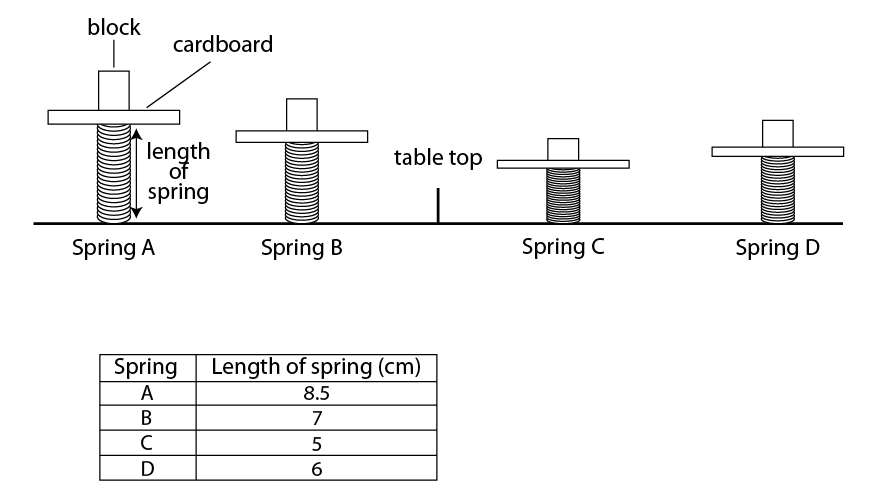 block
cardboard
length
of
spring
table top
Spring A
Spring B
Spring C
Spring D
Spring Length of spring (cm)
A 8.5
B 7
C 5
D 6